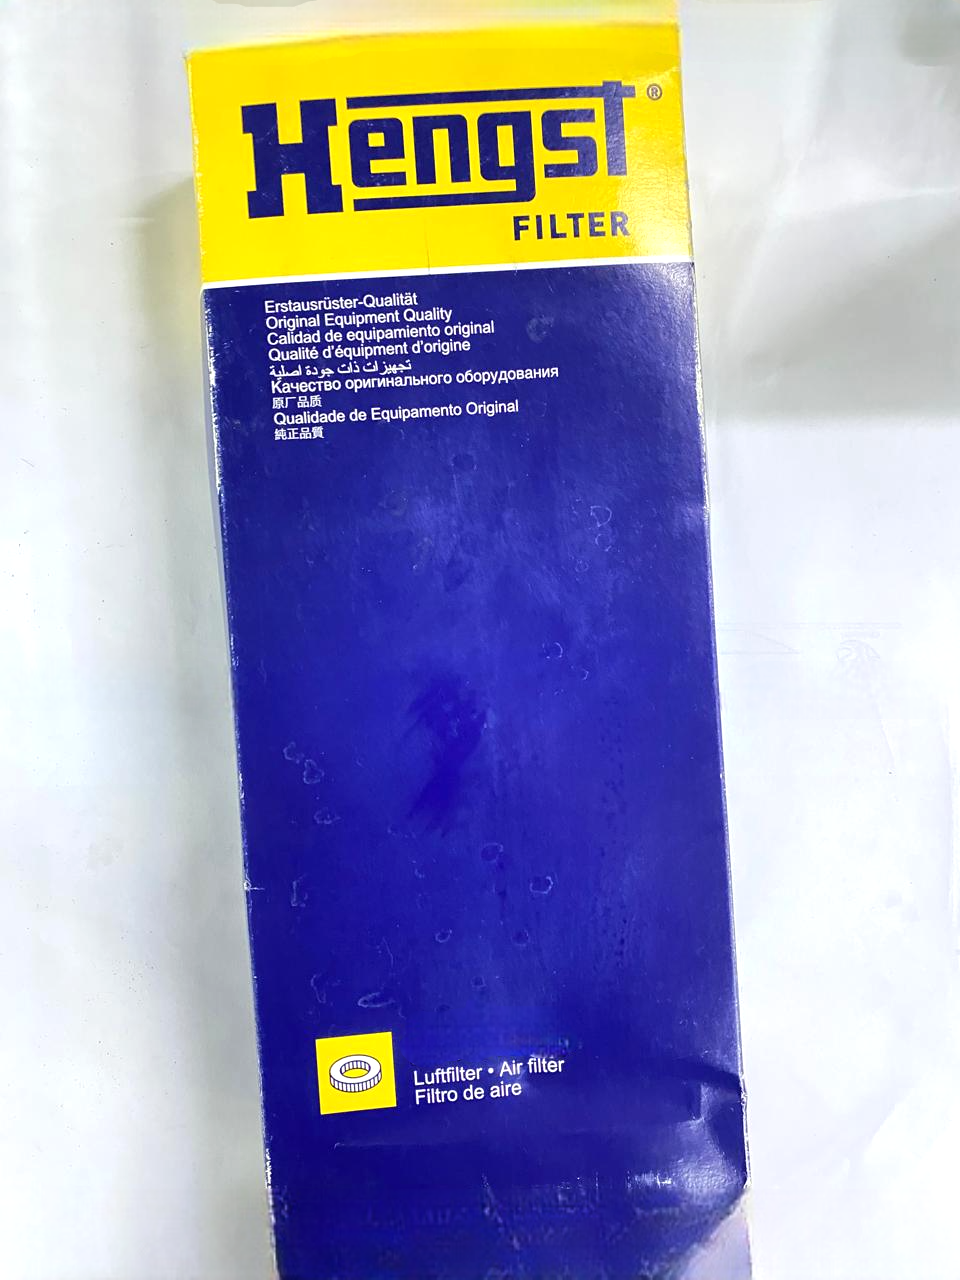 Hengst®
FILTER
Erstausrüster-Qualität
Original Equipment Quality
Calidad de equipamiento original
Qualité d'équipment d'origine
تجهيزات ذات جودة أصلية
Качество оригинального оборудования
原厂品质
Qualidade de Equipamento Original
純正品質
Luftfilter • Air filter
Filtro de aire